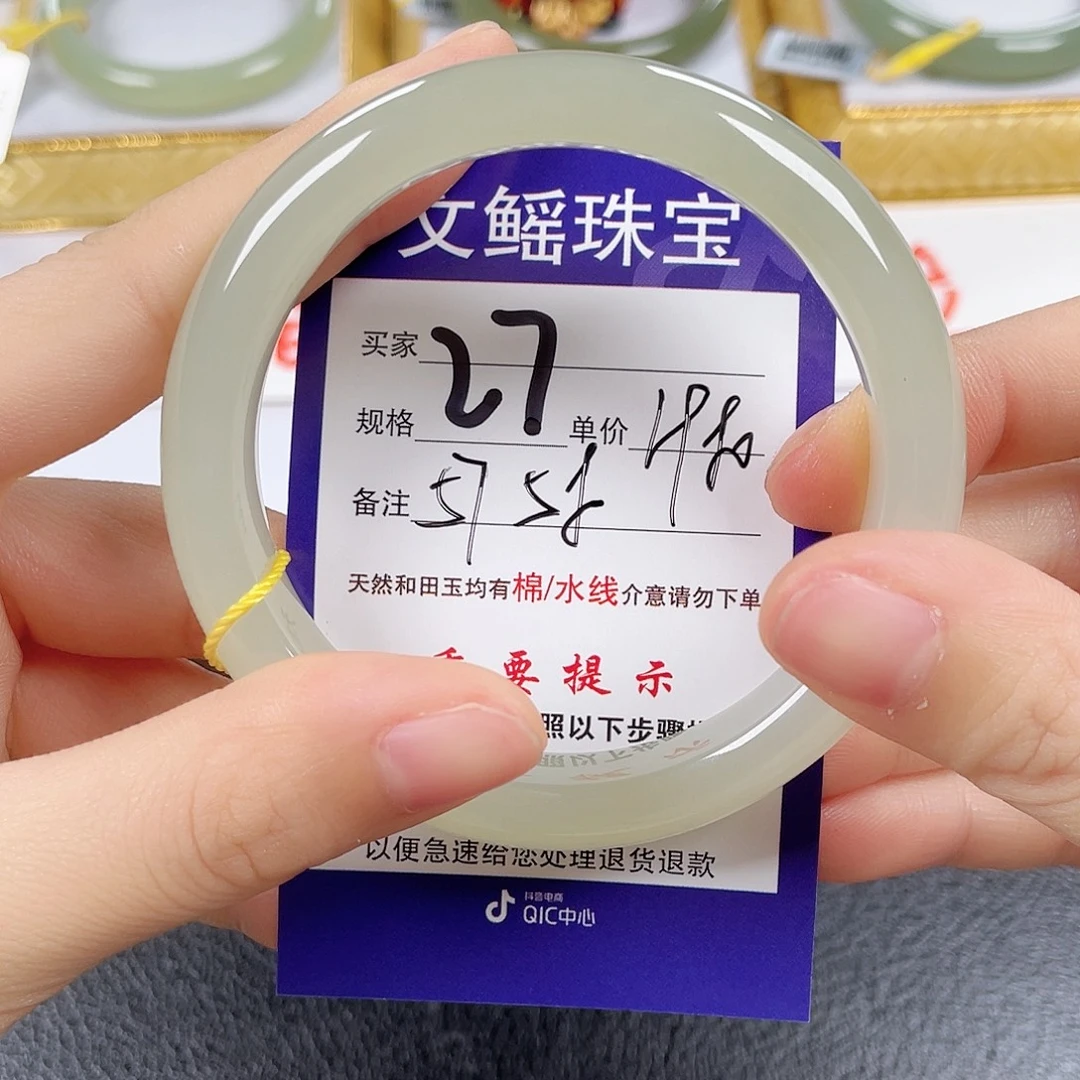 文鳐珠宝
买家 27
规格 单价
备注 57
天然和田玉均有棉/水线介意请勿下单
要提示
照以下步骤
以便急速给您处理退货退款
抖音电商
QIC中心